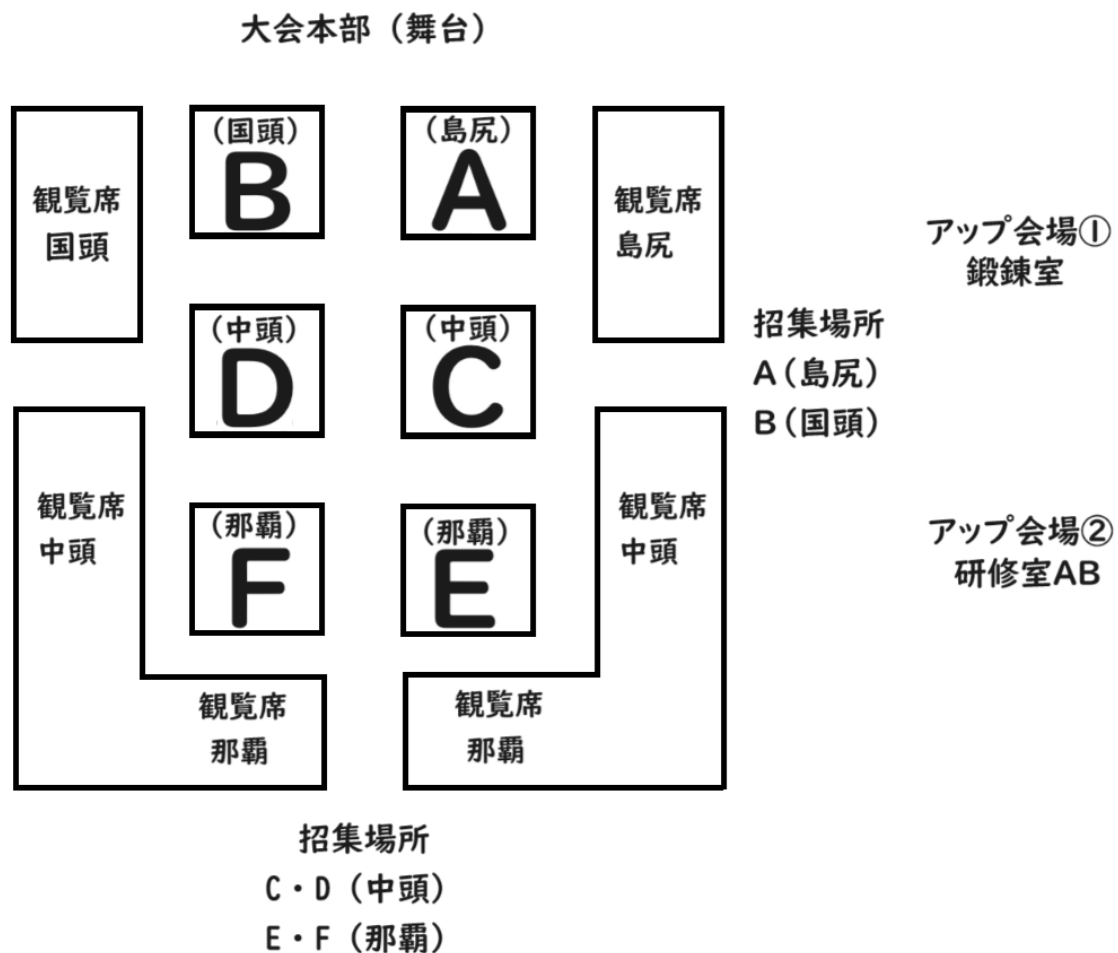 大会本部（舞台）
観覧席
国頭
（国頭）
B
（島尻）
A
観覧席
島尻
アップ会場①
鍛錬室
（中頭）
D
（中頭）
C
招集場所
A（島尻）
B（国頭）
観覧席
中頭
（那覇）
F
（那覇）
E
観覧席
中頭
アップ会場②
研修室AB
観覧席
那覇
観覧席
那覇
招集場所
C・D（中頭）
E・F（那覇）